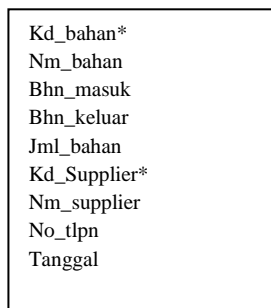 Kd_bahan*
Nm_bahan
Bhn_masuk
Bhn_keluar
Jml_bahan
Kd_Supplier*
Nm_supplier
No_tlpn
Tanggal